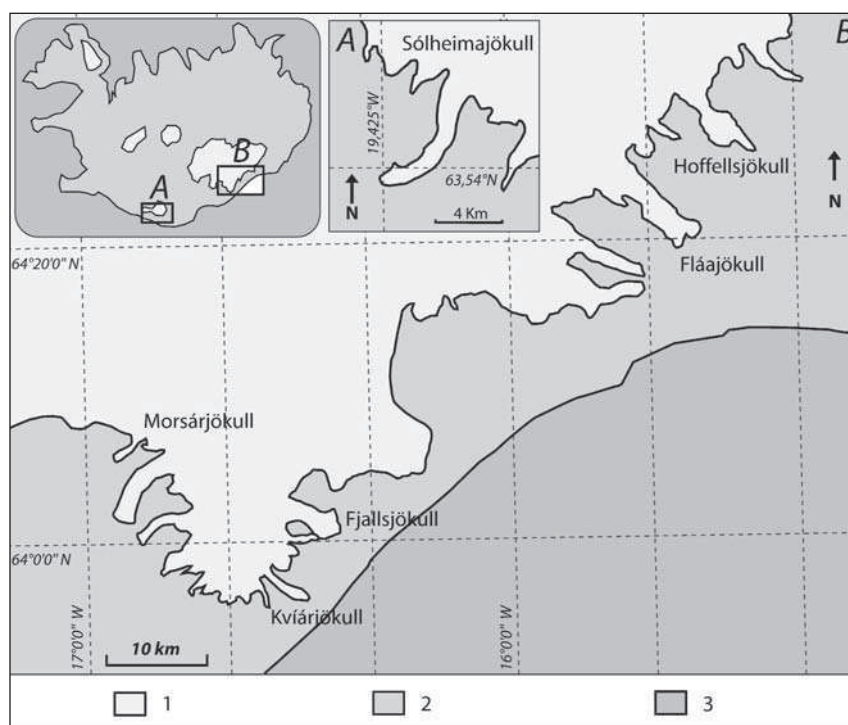 A
B
A
Sólheimajökull
19,425°W
63,54°N
N
4 Km
B
Hoffellsjökull
N
64°20'0" N
Fláajökull
Morsárjökull
Fjallsjökull
64°0'0" N
Kvíárjökull
17°0'0" W
16°0'0" W
10 km
1
2
3